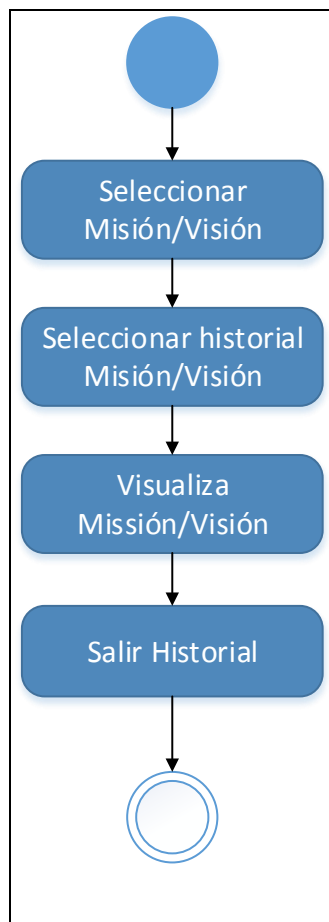 Seleccionar
Misión/Visión
Seleccionar historial
Misión/Visión
Visualiza
Missión/Visión
Salir Historial